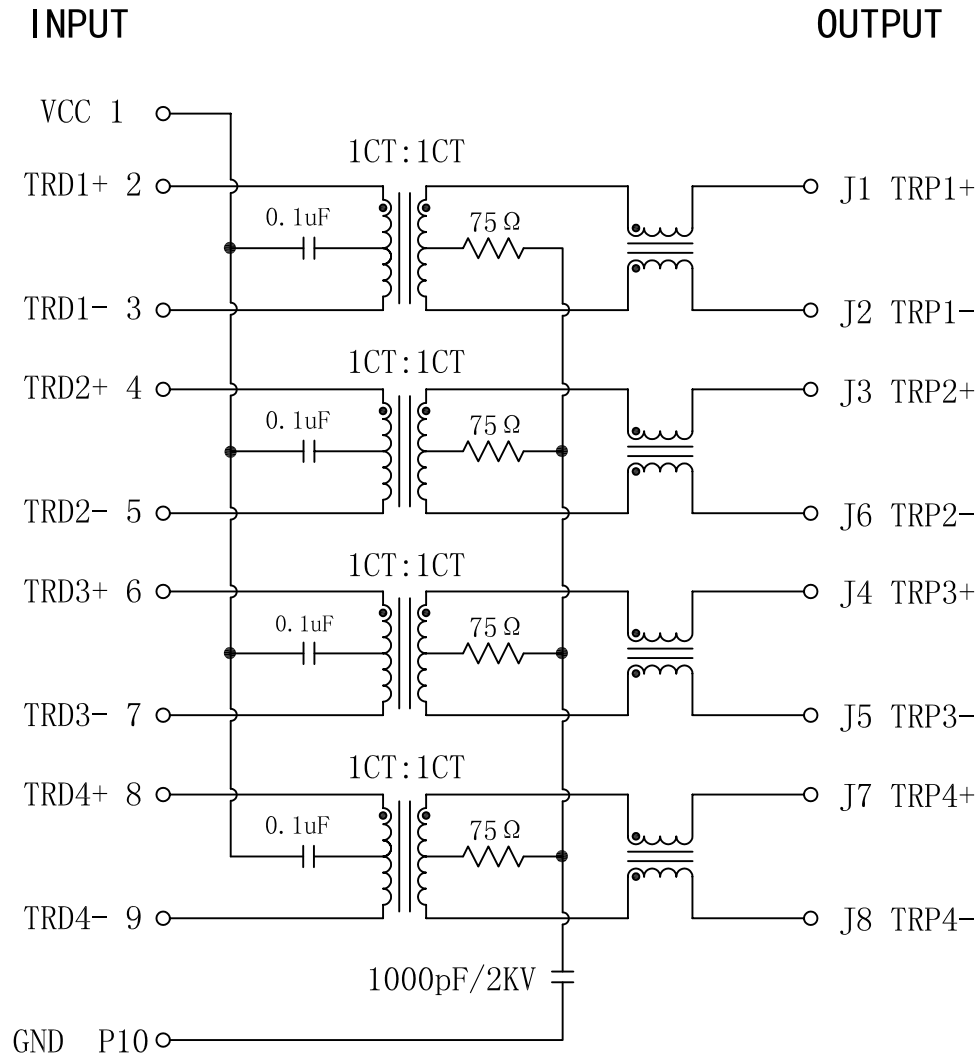 INPUT OUTPUT
VCC 1
1CT:1CT
TRD1+ 2 J1 TRP1+
0.1uF 75Ω
TRD1- 3 J2 TRP1-
1CT:1CT
TRD2+ 4 J3 TRP2+
0.1uF 75Ω
TRD2- 5 J6 TRP2-
1CT:1CT
TRD3+ 6 J4 TRP3+
0.1uF 75Ω
TRD3- 7 J5 TRP3-
1CT:1CT
TRD4+ 8 J7 TRP4+
0.1uF 75Ω
TRD4- 9 J8 TRP4-
1000pF/2KV
GND P10